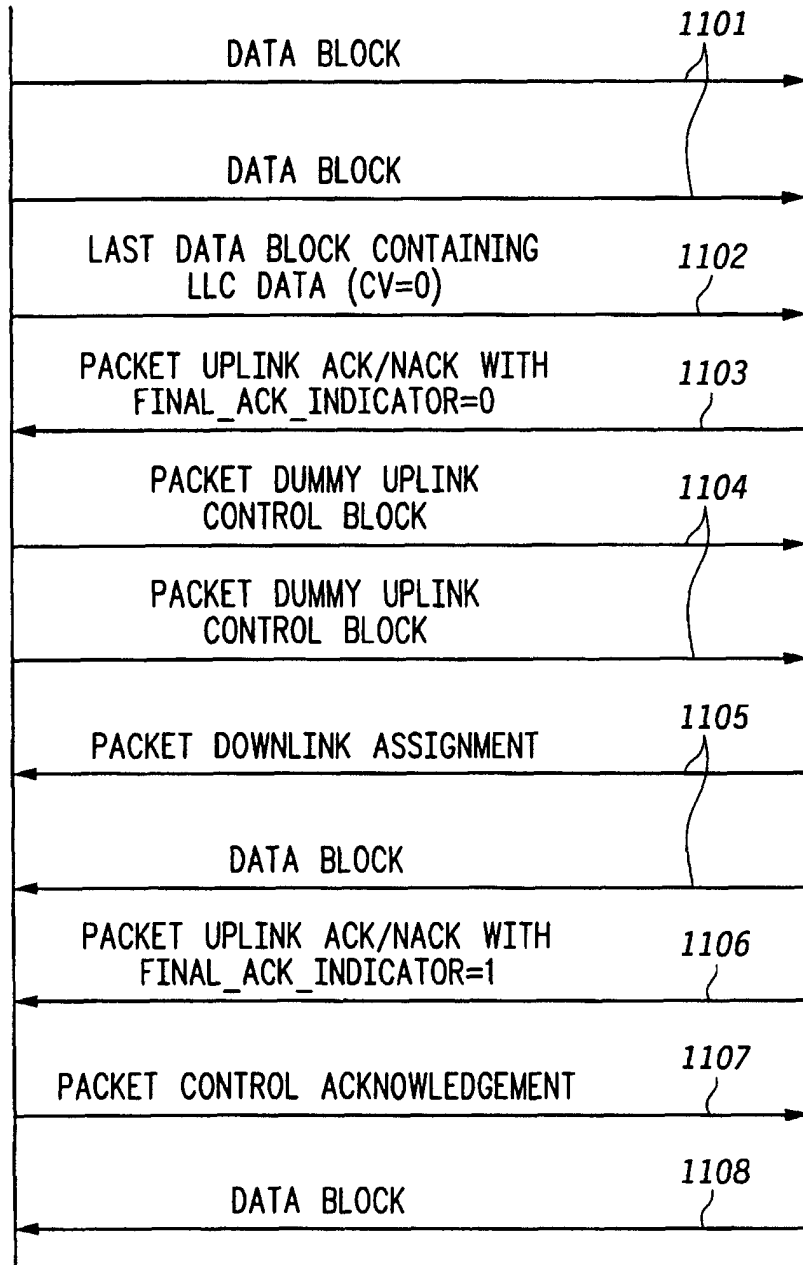 1101
DATA BLOCK
DATA BLOCK
LAST DATA BLOCK CONTAINING
LLC DATA (CV=0)
1102
PACKET UPLINK ACK/NACK WITH
FINAL_ACK_INDICATOR=0
1103
PACKET DUMMY UPLINK
CONTROL BLOCK
1104
PACKET DUMMY UPLINK
CONTROL BLOCK
1105
PACKET DOWNLINK ASSIGNMENT
DATA BLOCK
PACKET UPLINK ACK/NACK WITH
FINAL_ACK_INDICATOR=1
1106
1107
PACKET CONTROL ACKNOWLEDGEMENT
1108
DATA BLOCK